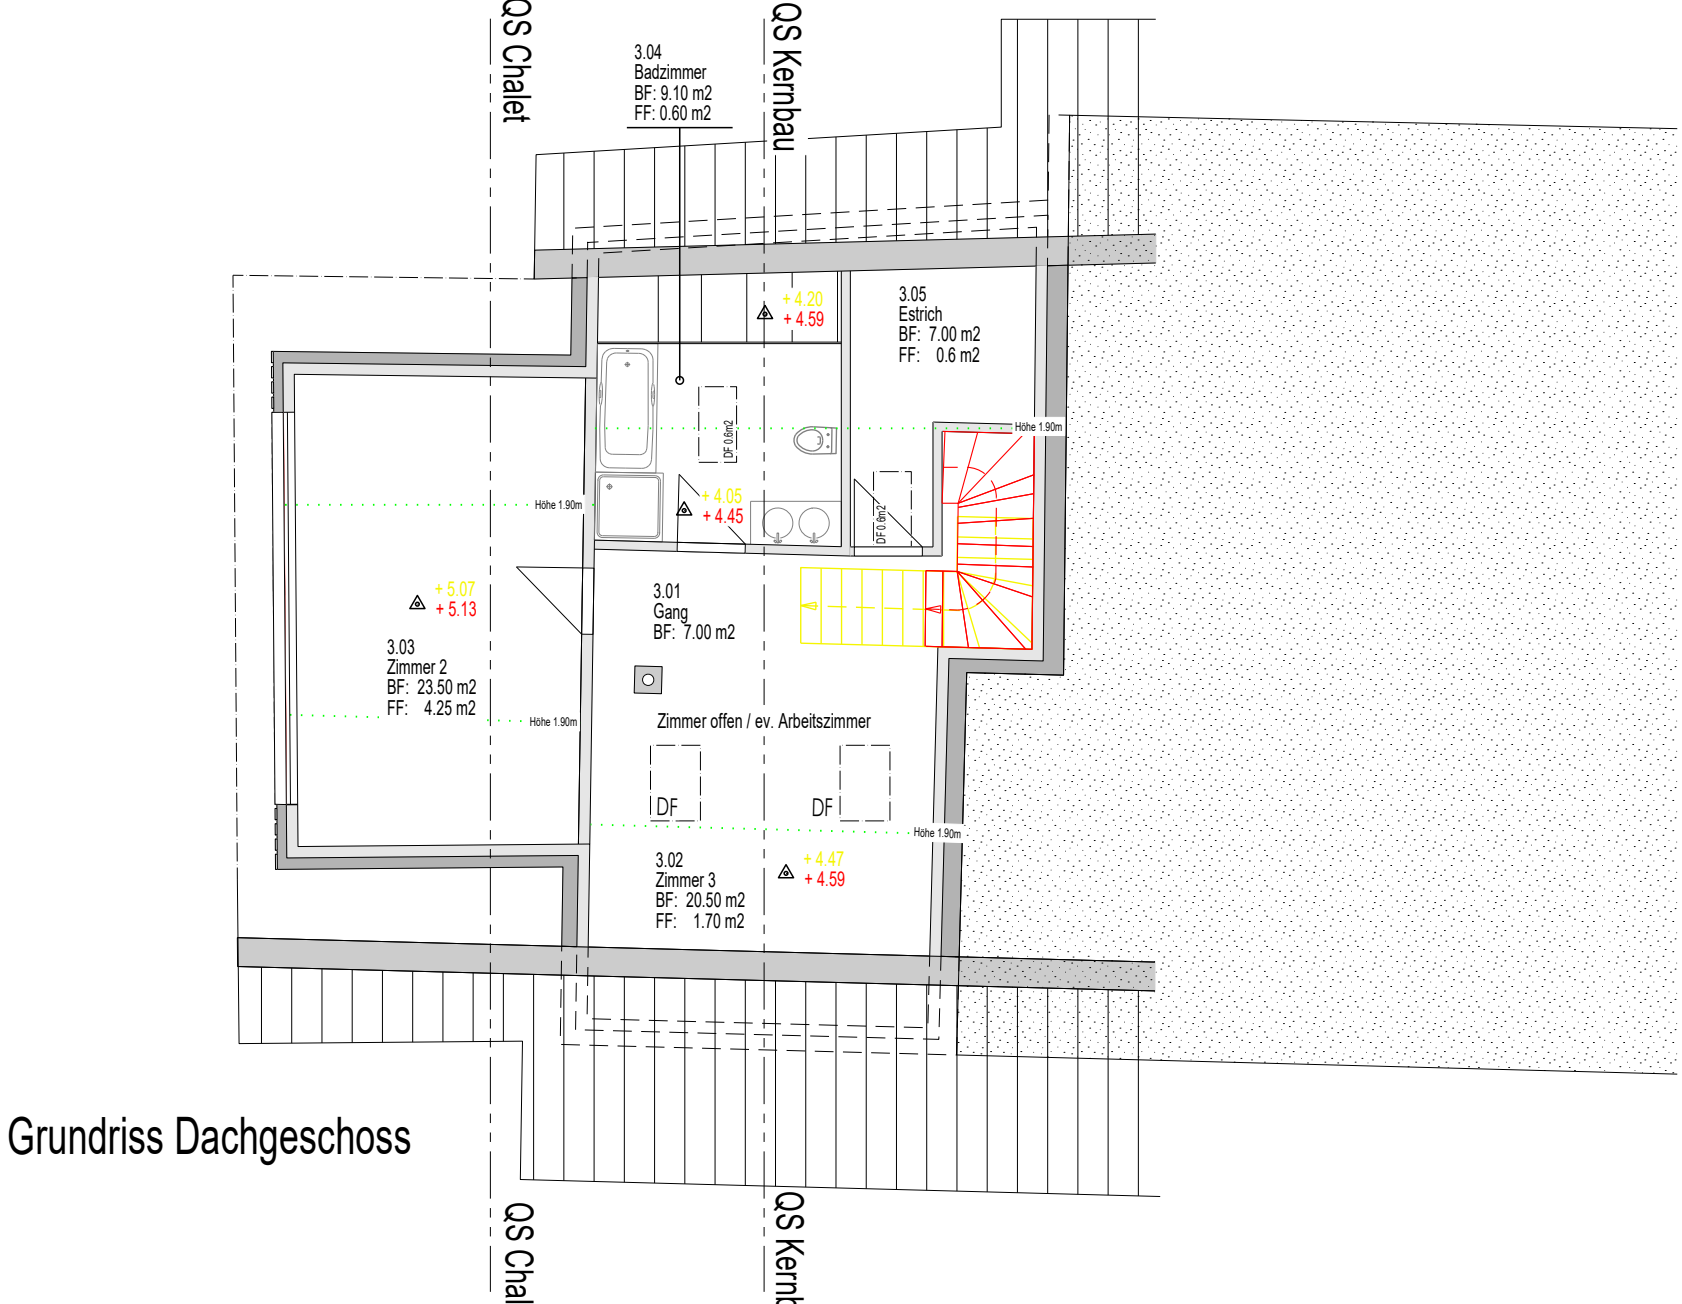 QS Chalet
QS Kernbau
3.04
Badzimmer
BF: 9.10 m2
FF: 0.60 m2
+ 4.20
+ 4.59
3.05
Estrich
BF: 7.00 m2
FF: 0.6 m2
DF 0.6m2
Höhe 1.90m
Höhe 1.90m
+ 4.05
+ 4.45
DF 0.6m2
+ 5.07
+ 5.13
3.01
Gang
BF: 7.00 m2
3.03
Zimmer 2
BF: 23.50 m2
FF: 4.25 m2
Höhe 1.90m
Zimmer offen / ev. Arbeitszimmer
DF
DF
Höhe 1.90m
3.02
Zimmer 3
BF: 20.50 m2
FF: 1.70 m2
+ 4.47
+ 4.59
Grundriss Dachgeschoss
QS Chal
QS Kernb